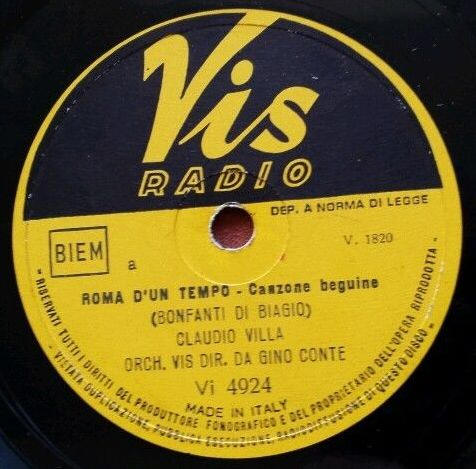 Vis
RADIO
DEP. A NORMA DI LEGGE
BIEM
a
V. 1820
ROMA D'UN TEMPO - Canzone beguine
(BONFANTI DI BIAGIO)
CLAUDIO VILLA
ORCH. VIS DIR. DA GINO CONTE
Vi 4924
MADE IN ITALY
- RISERVATI TUTTI I DIRITTI DEL PRODUTTORE FONOGRAFICO E DEL PROPRIETARIO DELL'OPERA RIPRODOTTA -
- VIETATA DUPLICAZIONE, PUBBLICA ESECUZIONE, RADIODIFFUSIONE DI QUESTO DISCO -